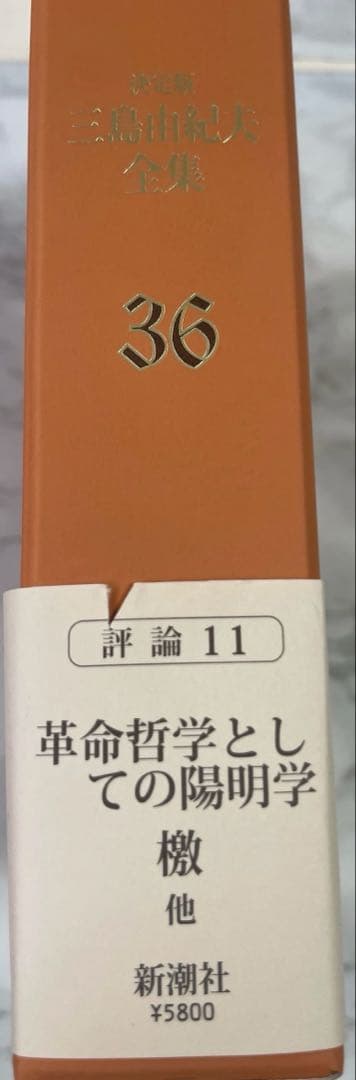 決定版
三島由紀夫
全集
36
評論 11
革命哲学とし
ての陽明学
檄
他
新潮社
¥5800